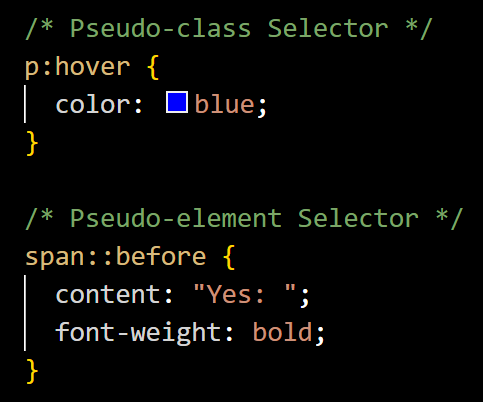 /* Pseudo-class Selector */
p:hover {
color: blue;
}
/* Pseudo-element Selector */
span::before {
content: "Yes: ";
font-weight: bold;
}